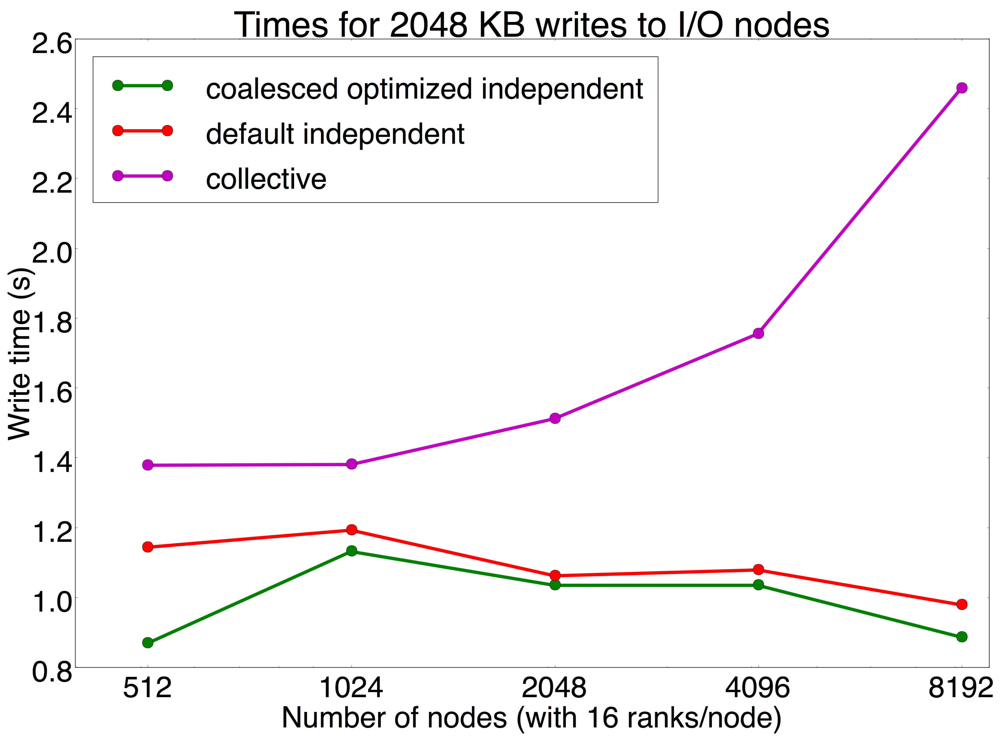 Times for 2048 KB writes to I/O nodes
coalesced optimized independent
default independent
collective
Write time (s)
2.6
2.4
2.2
2.0
1.8
1.6
1.4
1.2
1.0
0.8
512 1024 2048 4096 8192
Number of nodes (with 16 ranks/node)